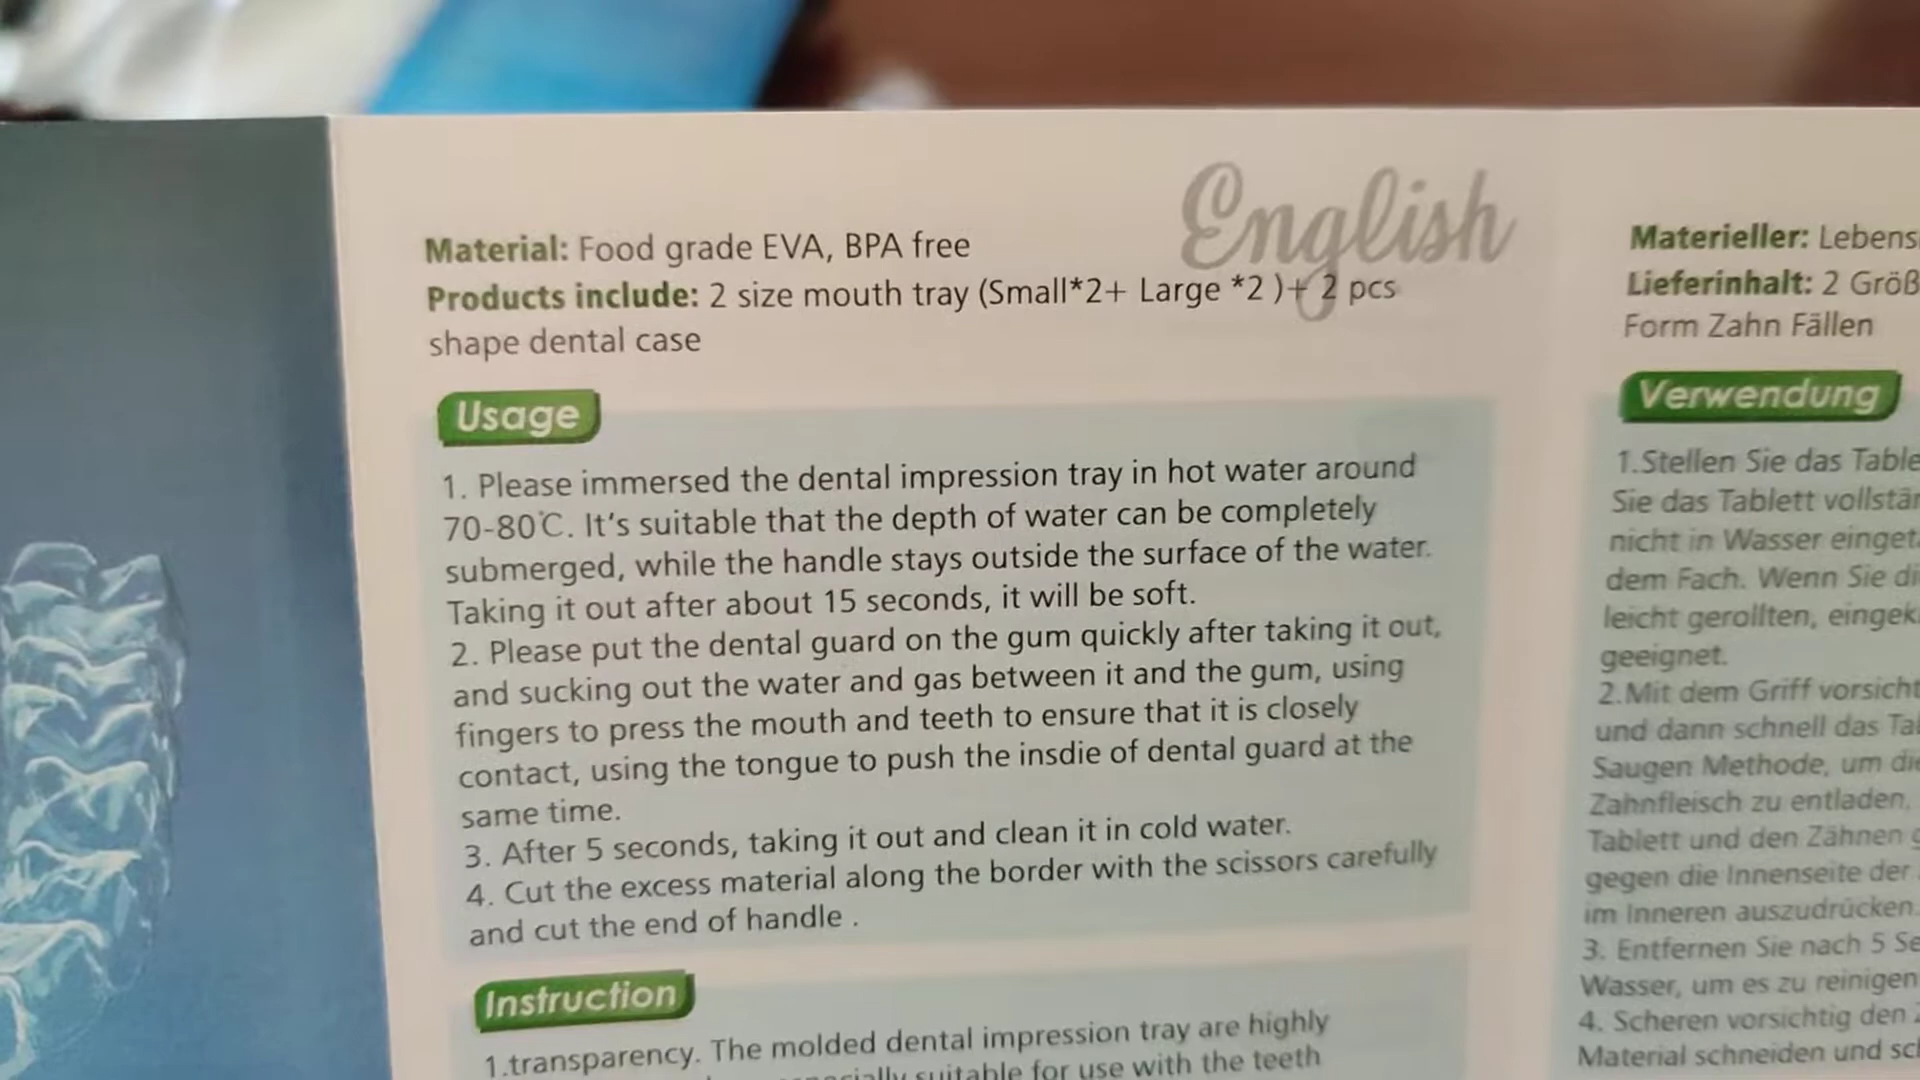 English
Material: Food grade EVA, BPA free
Products include: 2 size mouth tray (Small*2+ Large *2 )+ 2 pcs
shape dental case
Usage
1. Please immersed the dental impression tray in hot water around
70-80℃. It's suitable that the depth of water can be completely
submerged, while the handle stays outside the surface of the water.
Taking it out after about 15 seconds, it will be soft.
2. Please put the dental guard on the gum quickly after taking it out,
and sucking out the water and gas between it and the gum, using
fingers to press the mouth and teeth to ensure that it is closely
contact, using the tongue to push the insdie of dental guard at the
same time.
3. After 5 seconds, taking it out and clean it in cold water.
4. Cut the excess material along the border with the scissors carefully
and cut the end of handle .
Instruction
1.transparency. The molded dental impression tray are highly
suitable for use with the teeth
Materieller: Lebens
Lieferinhalt: 2 Größ
Form Zahn Fällen
Verwendung
1.Stellen Sie das Table
Sie das Tablett vollstän
nicht in Wasser einget
dem Fach. Wenn Sie di
leicht gerollten, eingek
geeignet.
2.Mit dem Griff vorsicht
und dann schnell das Ta
Saugen Methode, um die
Zahnfleisch zu entladen,
Tablett und den Zähnen g
gegen die Innenseite der
im Inneren auszudrücken.
3. Entfernen Sie nach 5 Se
Wasser, um es zu reinigen
4. Scheren vorsichtig den
Material schneiden und sc